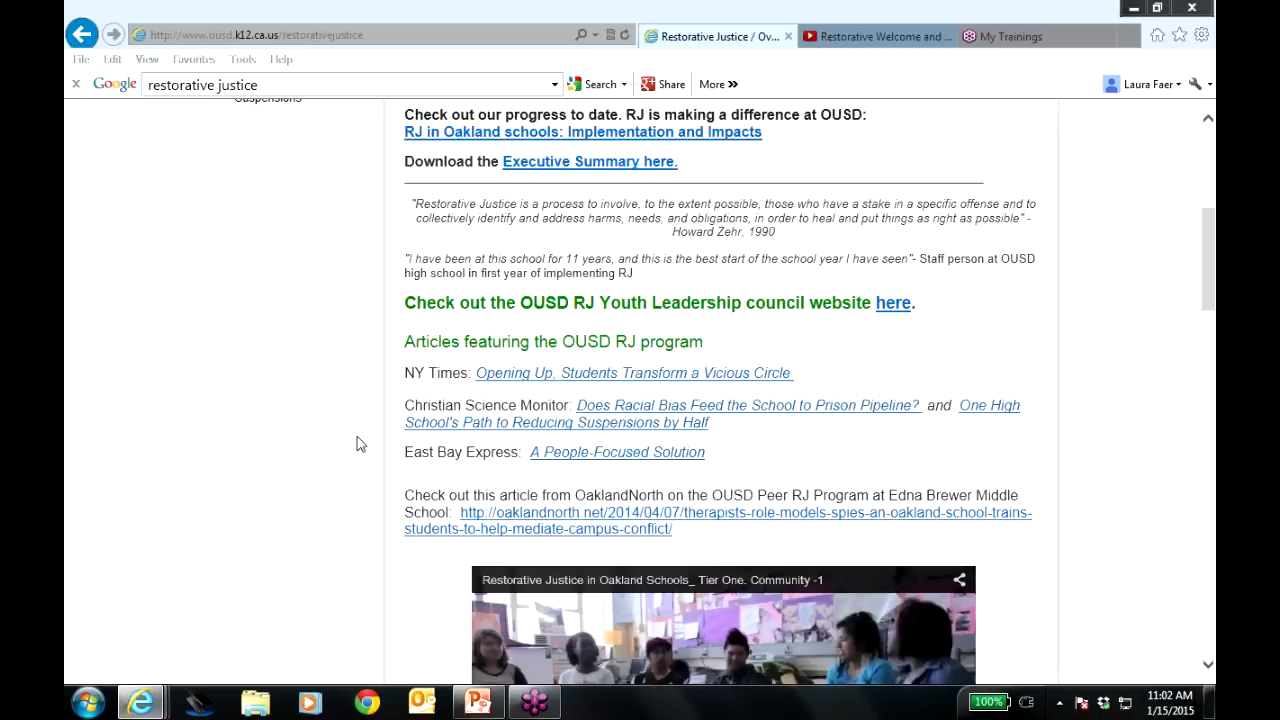 http://www.ousd.k12.ca.us/restorativejustice
Restorative Justice / Ov...
Restorative Welcome and ...
My Trainings
File Edit View Favorites Tools Help
Google restorative justice
Search
Share
More
Laura Faer
Suspensions
Check out our progress to date. RJ is making a difference at OUSD:
RJ in Oakland schools: Implementation and Impacts
Download the Executive Summary here.
"Restorative Justice is a process to involve, to the extent possible, those who have a stake in a specific offense and to
collectively identify and address harms, needs, and obligations, in order to heal and put things as right as possible" -
Howard Zehr, 1990
"I have been at this school for 11 years, and this is the best start of the school year I have seen"- Staff person at OUSD
high school in first year of implementing RJ
Check out the OUSD RJ Youth Leadership council website here.
Articles featuring the OUSD RJ program
NY Times: Opening Up, Students Transform a Vicious Circle
Christian Science Monitor: Does Racial Bias Feed the School to Prison Pipeline? and One High
School's Path to Reducing Suspensions by Half
East Bay Express: A People-Focused Solution
Check out this article from OaklandNorth on the OUSD Peer RJ Program at Edna Brewer Middle
School: http://oaklandnorth.net/2014/04/07/therapists-role-models-spies-an-oakland-school-trains-
students-to-help-mediate-campus-conflict/
Restorative Justice in Oakland Schools_ Tier One. Community -1
100%
11:02 AM
1/15/2015